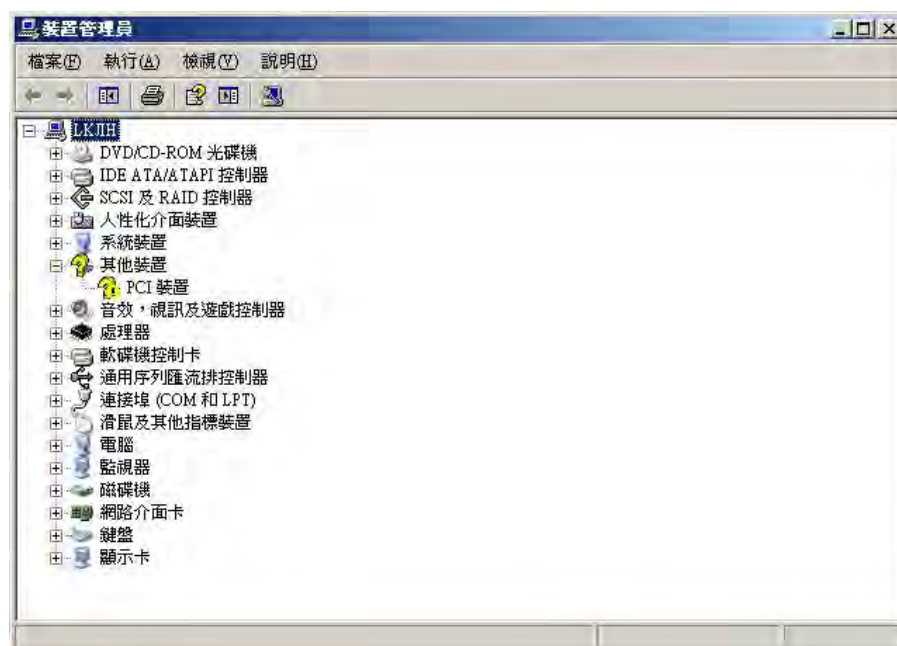 裝置管理員
檔案(F) 執行(A) 檢視(V) 說明(H)
LKJIH
DVD/CD-ROM 光碟機
IDE ATA/ATAPI 控制器
SCSI 及 RAID 控制器
人性化介面裝置
系統裝置
其他裝置
PCI 裝置
音效，視訊及遊戲控制器
處理器
軟碟機控制卡
通用序列匯流排控制器
連接埠 (COM 和 LPT)
滑鼠及其他指標裝置
電腦
監視器
磁碟機
網路介面卡
鍵盤
顯示卡